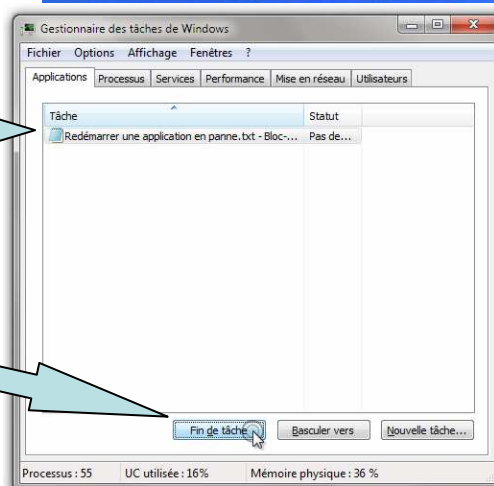 Gestionnaire des tâches de Windows
Fichier Options Affichage Fenêtres ?
Applications Processus Services Performance Mise en réseau Utilisateurs
Tâche Statut
Redémarrer une application en panne.txt - Bloc-... Pas de...
Fin de tâche Basculer vers Nouvelle tâche...
Processus : 55 UC utilisée : 16% Mémoire physique : 36 %